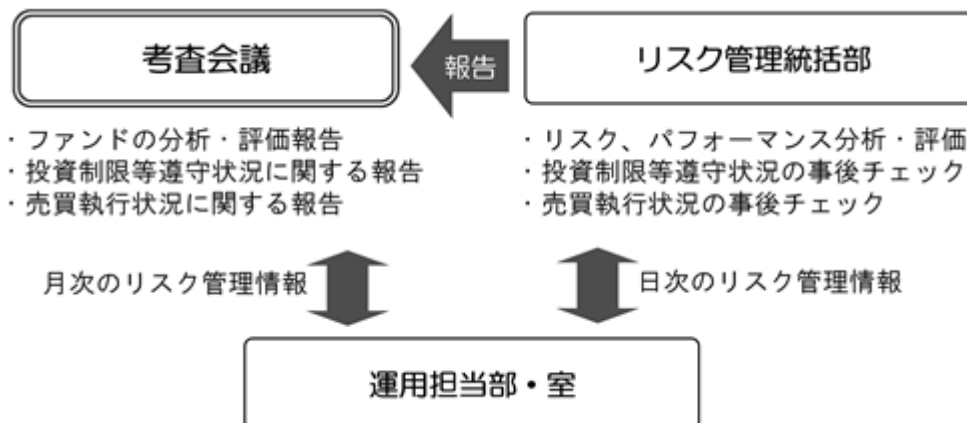 考査会議
報告
リスク管理統括部
・ファンドの分析・評価報告
・投資制限等遵守状況に関する報告
・売買執行状況に関する報告
・リスク、パフォーマンス分析・評価
・投資制限等遵守状況の事後チェック
・売買執行状況の事後チェック
月次のリスク管理情報
日次のリスク管理情報
運用担当部・室